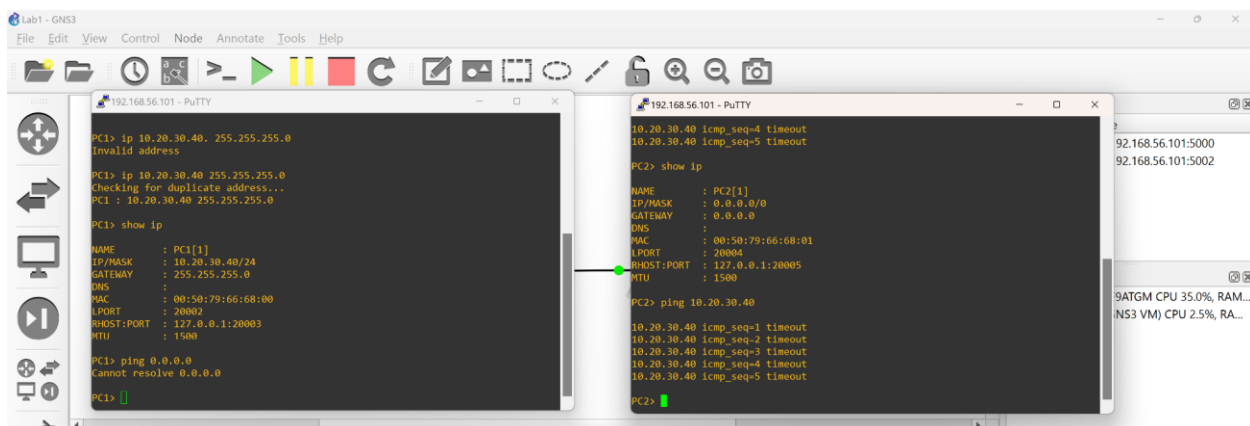 Lab1 - GNS3
File Edit View Control Node Annotate Tools Help
192.168.56.101 - PuTTY
PC1> ip 10.20.30.40. 255.255.255.0
Invalid address
PC1> ip 10.20.30.40 255.255.255.0
Checking for duplicate address...
PC1 : 10.20.30.40 255.255.255.0
PC1> show ip
NAME : PC1[1]
IP/MASK : 10.20.30.40/24
GATEWAY : 255.255.255.0
DNS :
MAC : 00:50:79:66:68:00
LPORT : 20002
RHOST:PORT : 127.0.0.1:20003
MTU : 1500
PC1> ping 0.0.0.0
Cannot resolve 0.0.0.0
PC1>
192.168.56.101 - PuTTY
10.20.30.40 icmp_seq=4 timeout
10.20.30.40 icmp_seq=5 timeout
PC2> show ip
NAME : PC2[1]
IP/MASK : 0.0.0.0/0
GATEWAY : 0.0.0.0
DNS :
MAC : 00:50:79:66:68:01
LPORT : 20004
RHOST:PORT : 127.0.0.1:20005
MTU : 1500
PC2> ping 10.20.30.40
10.20.30.40 icmp_seq=1 timeout
10.20.30.40 icmp_seq=2 timeout
10.20.30.40 icmp_seq=3 timeout
10.20.30.40 icmp_seq=4 timeout
10.20.30.40 icmp_seq=5 timeout
PC2>
92.168.56.101:5000
92.168.56.101:5002
9ATGM CPU 35.0%, RAM...
NS3 VM) CPU 2.5%, RA...